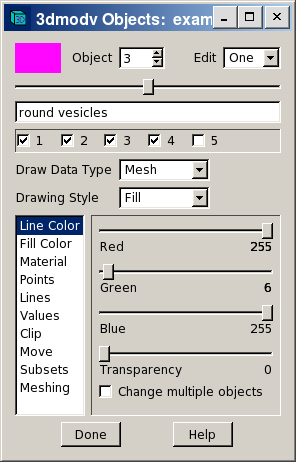 3dmodv Objects: exam
Object 3 Edit One
round vesicles
1 2 3 4 5
Draw Data Type Mesh
Drawing Style Fill
Line Color
Fill Color
Material
Points
Lines
Values
Clip
Move
Subsets
Meshing
Red 255
Green 6
Blue 255
Transparency 0
Change multiple objects
Done Help